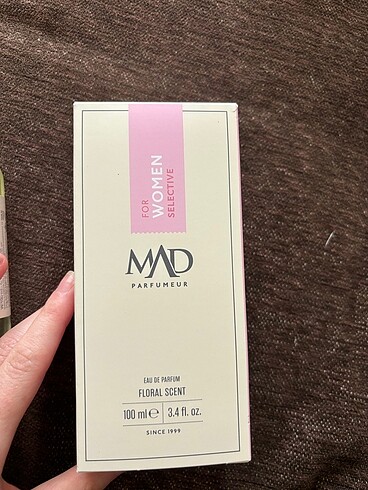 FOR
WOMEN
SELECTIVE
MAD
PARFUMEUR
EAU DE PARFUM
FLORAL SCENT
100 ml ℮ 3.4 fl. oz.
SINCE 1999